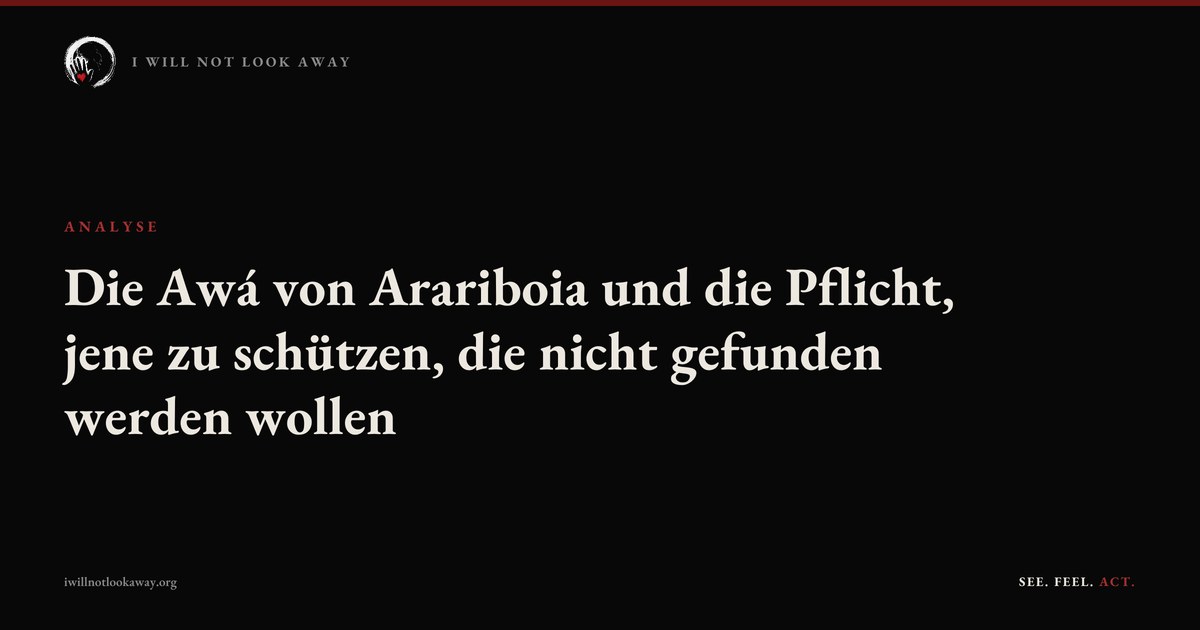 I WILL NOT LOOK AWAY
ANALYSE
Die Awá von Arariboia und die Pflicht,
jene zu schützen, die nicht gefunden
werden wollen
iwillnotlookaway.org
SEE. FEEL. ACT.